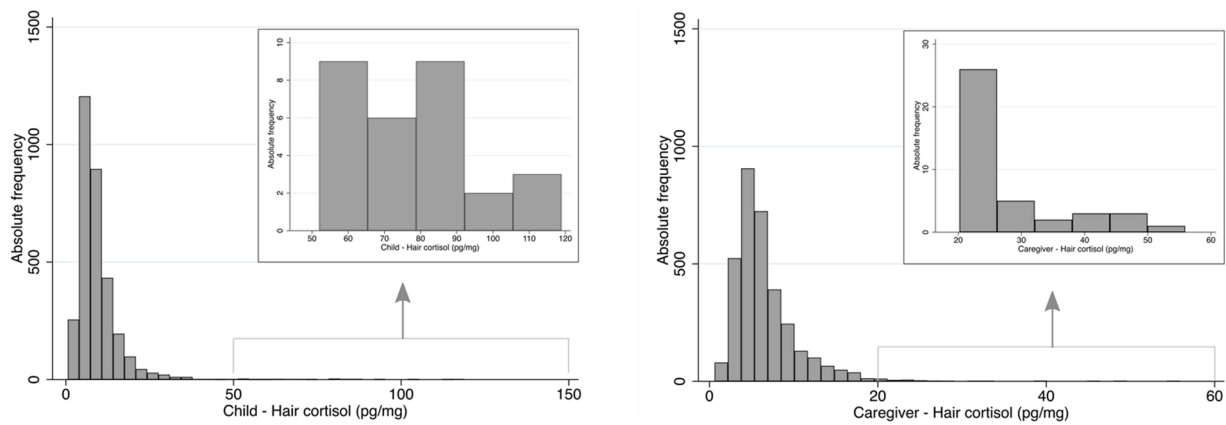 1500
1000
500
0
Absolute frequency
0 50 100 150
Child - Hair cortisol (pg/mg)
10
8
6
4
2
0
Absolute frequency
50 60 70 80 90 100 110 120
Child - Hair cortisol (pg/mg)
1500
1000
500
0
Absolute frequency
0 20 40 60
Caregiver - Hair cortisol (pg/mg)
30
20
10
0
Absolute frequency
20 30 40 50 60
Caregiver - Hair cortisol (pg/mg)